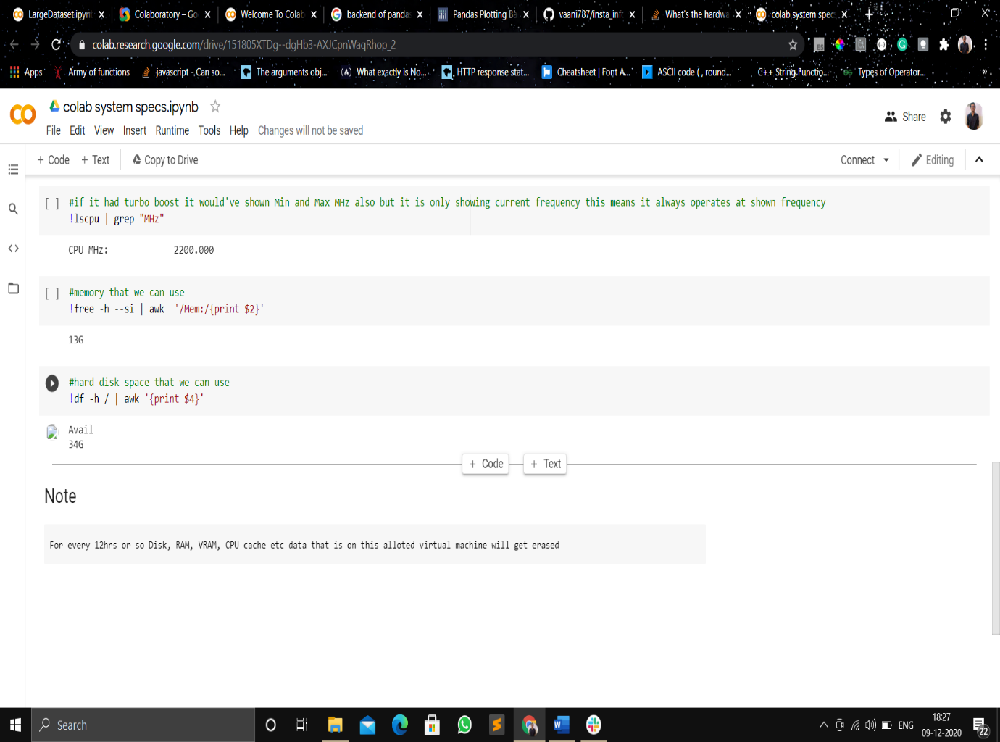 LargeDataset.ipyn
Colaboratory – Go
Welcome To Colab
backend of pandas
Pandas Plotting Ba
vaani787/insta_inf
What's the hardwa
colab system spec
colab.research.google.com/drive/151805XTDg--dgHb3-AXJCpnWaqRhop_2
Apps
Army of functions
javascript - Can so...
The arguments obj...
What exactly is No...
HTTP response stat...
Cheatsheet | Font A...
ASCII code ( , round...
C++ String Functio...
Types of Operator...
»
colab system specs.ipynb
Share
File Edit View Insert Runtime Tools Help Changes will not be saved
+ Code + Text Copy to Drive
Connect
Editing
[ ] #if it had turbo boost it would've shown Min and Max MHz also but it is only showing current frequency this means it always operates at shown frequency
!lscpu | grep "MHz"
CPU MHz: 2200.000
[ ] #memory that we can use
!free -h --si | awk '/Mem:/{print $2}'
13G
#hard disk space that we can use
!df -h / | awk '{print $4}'
Avail
34G
+ Code + Text
Note
For every 12hrs or so Disk, RAM, VRAM, CPU cache etc data that is on this alloted virtual machine will get erased
Search
ENG
18:27
09-12-2020
22